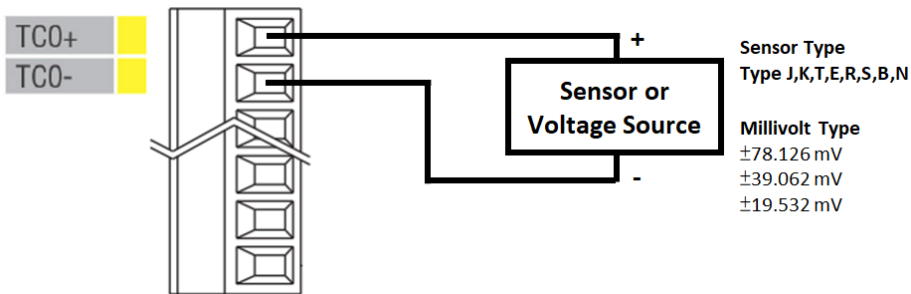 TC0+
TC0-
+
Sensor or
Voltage Source
-
Sensor Type
Type J,K,T,E,R,S,B,N
Millivolt Type
±78.126 mV
±39.062 mV
±19.532 mV